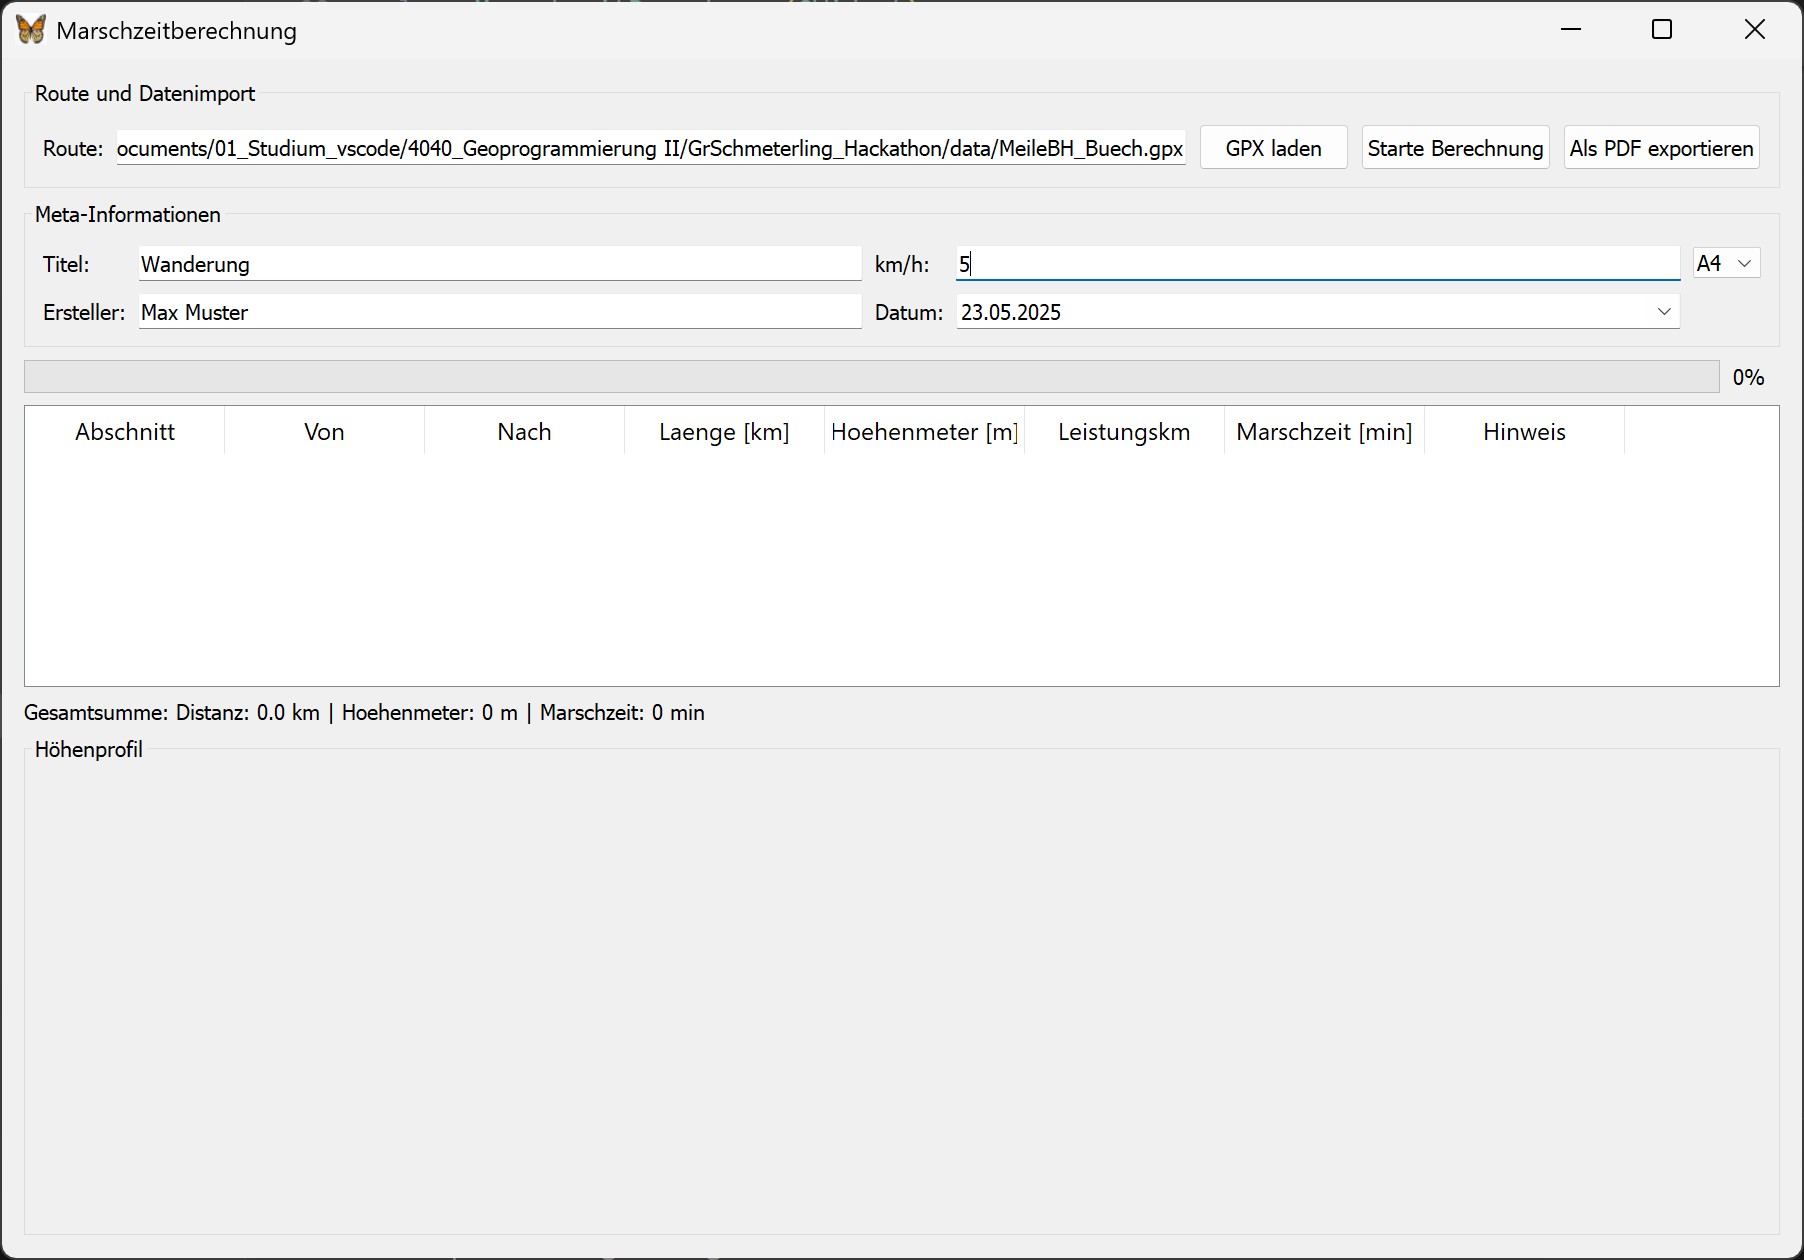 Marschzeitberechnung
Route und Datenimport
Route: ocuments/01_Studium_vscode/4040_Geoprogrammierung II/GrSchmeterling_Hackathon/data/MeileBH_Buech.gpx GPX laden Starte Berechnung Als PDF exportieren
Meta-Informationen
Titel: Wanderung km/h: 5 A4
Ersteller: Max Muster Datum: 23.05.2025
0%
Abschnitt Von Nach Laenge [km] Hoehenmeter [m] Leistungskm Marschzeit [min] Hinweis
Gesamtsumme: Distanz: 0.0 km | Hoehenmeter: 0 m | Marschzeit: 0 min
Höhenprofil